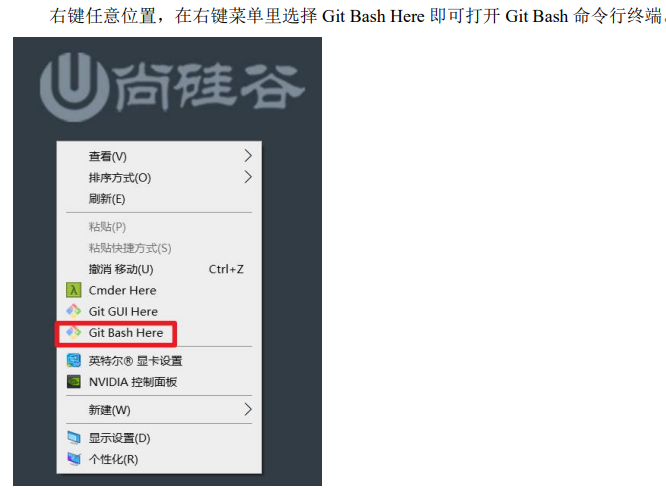 右键任意位置，在右键菜单里选择 Git Bash Here 即可打开 Git Bash 命令行终端。
尚硅谷
查看(V)
排序方式(O)
刷新(E)
粘贴(P)
粘贴快捷方式(S)
撤消 移动(U) Ctrl+Z
Cmder Here
Git GUI Here
Git Bash Here
英特尔® 显卡设置
NVIDIA 控制面板
新建(W)
显示设置(D)
个性化(R)